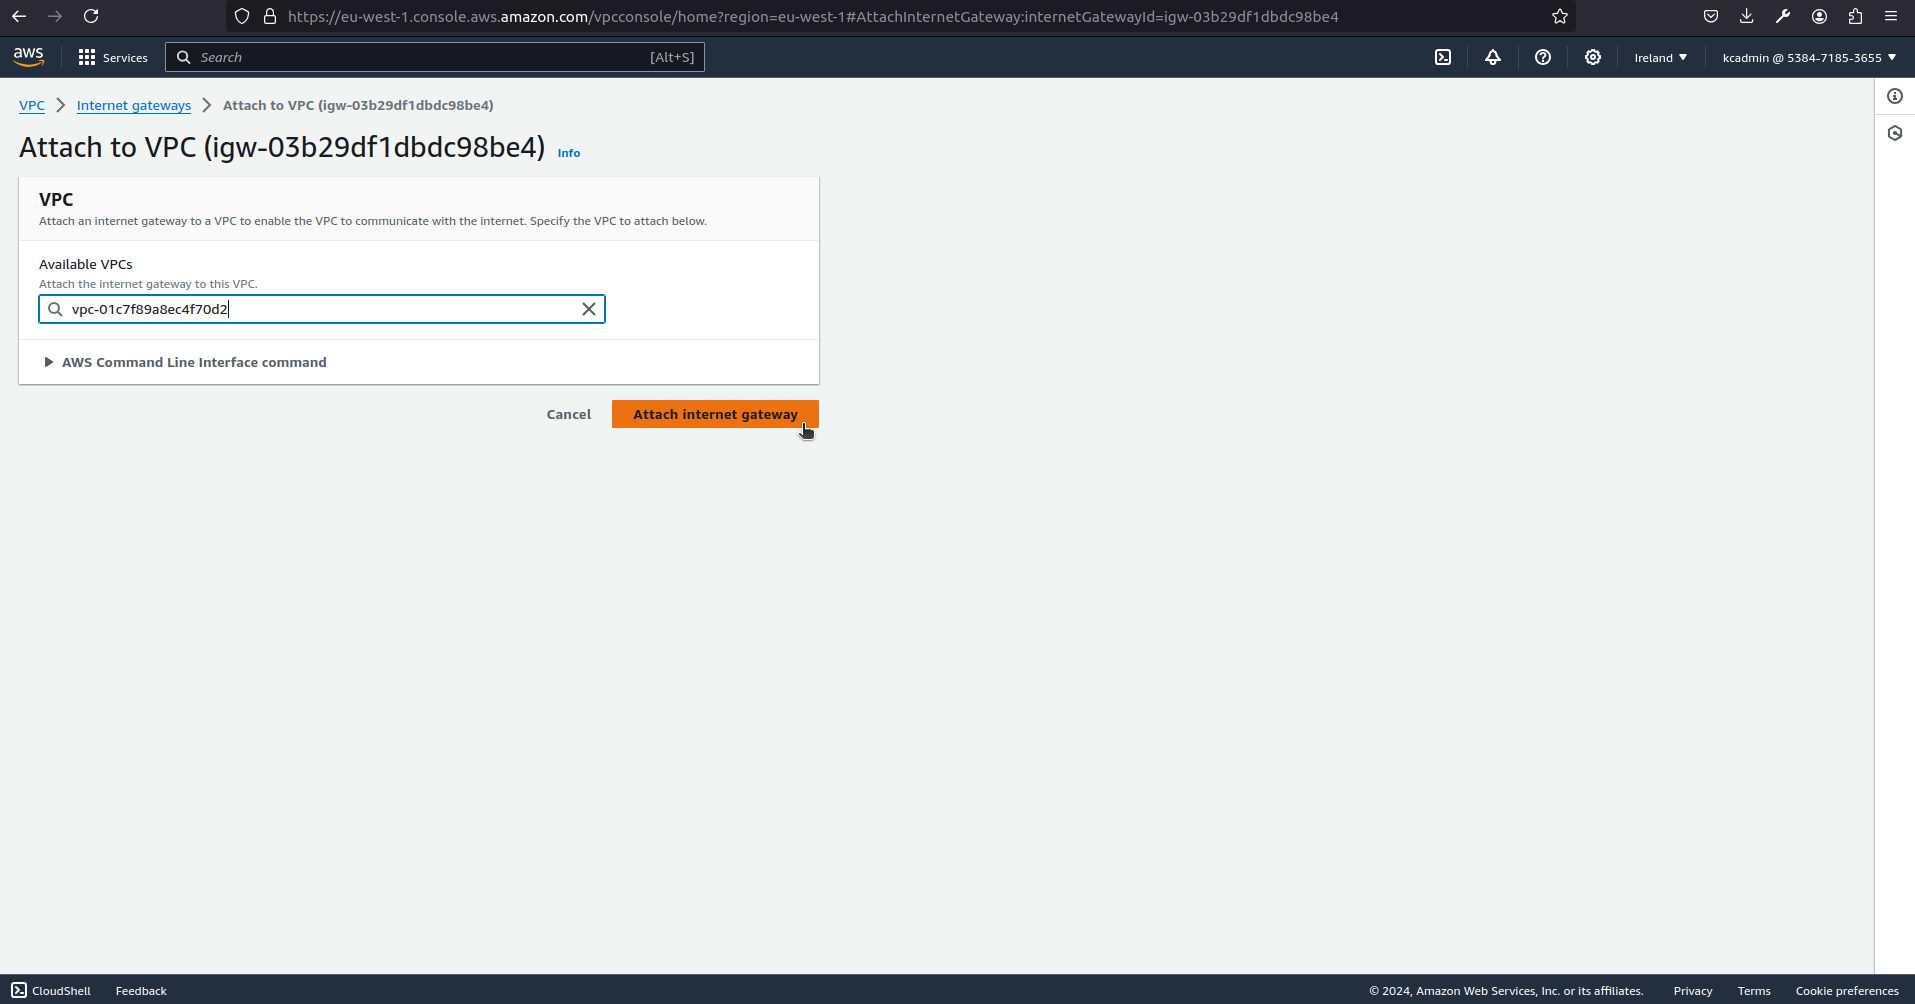 https://eu-west-1.console.aws.amazon.com/vpcconsole/home?region=eu-west-1#AttachInternetGateway:internetGatewayId=igw-03b29df1dbdc98be4
aws Services Search [Alt+S] Ireland kcadmin @ 5384-7185-3655
VPC Internet gateways Attach to VPC (igw-03b29df1dbdc98be4)
Attach to VPC (igw-03b29df1dbdc98be4) Info
VPC
Attach an internet gateway to a VPC to enable the VPC to communicate with the internet. Specify the VPC to attach below.
Available VPCs
Attach the internet gateway to this VPC.
vpc-01c7f89a8ec4f70d2
AWS Command Line Interface command
Cancel Attach internet gateway
CloudShell Feedback © 2024, Amazon Web Services, Inc. or its affiliates. Privacy Terms Cookie preferences